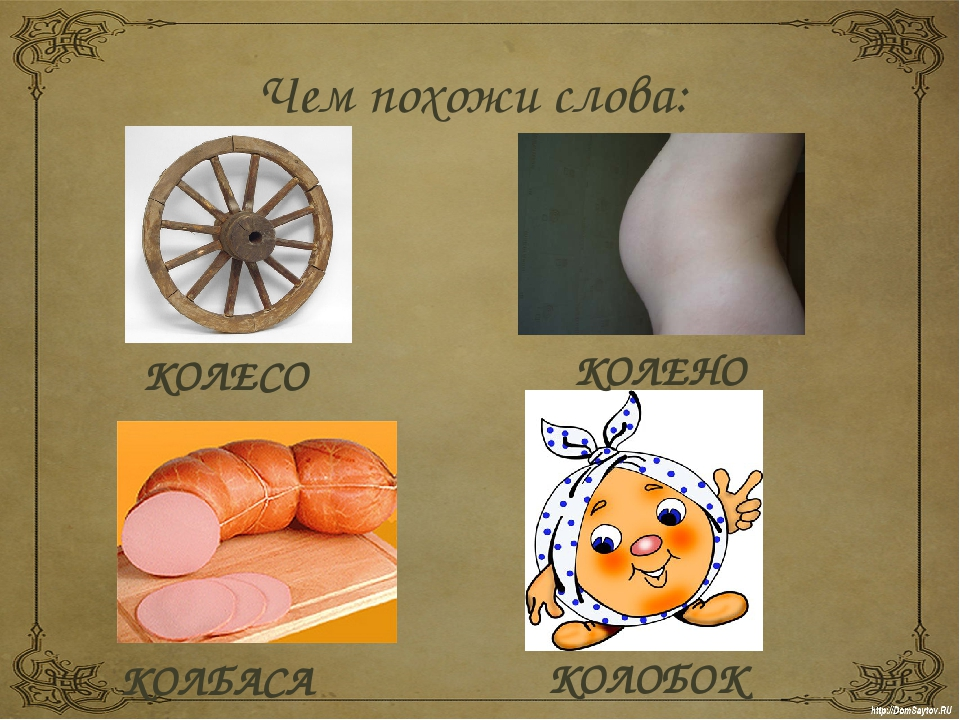 Чем похожи слова:
КОЛЕСО
КОЛЕНО
КОЛБАСА
КОЛОБОК
http://DomSaytov.RU